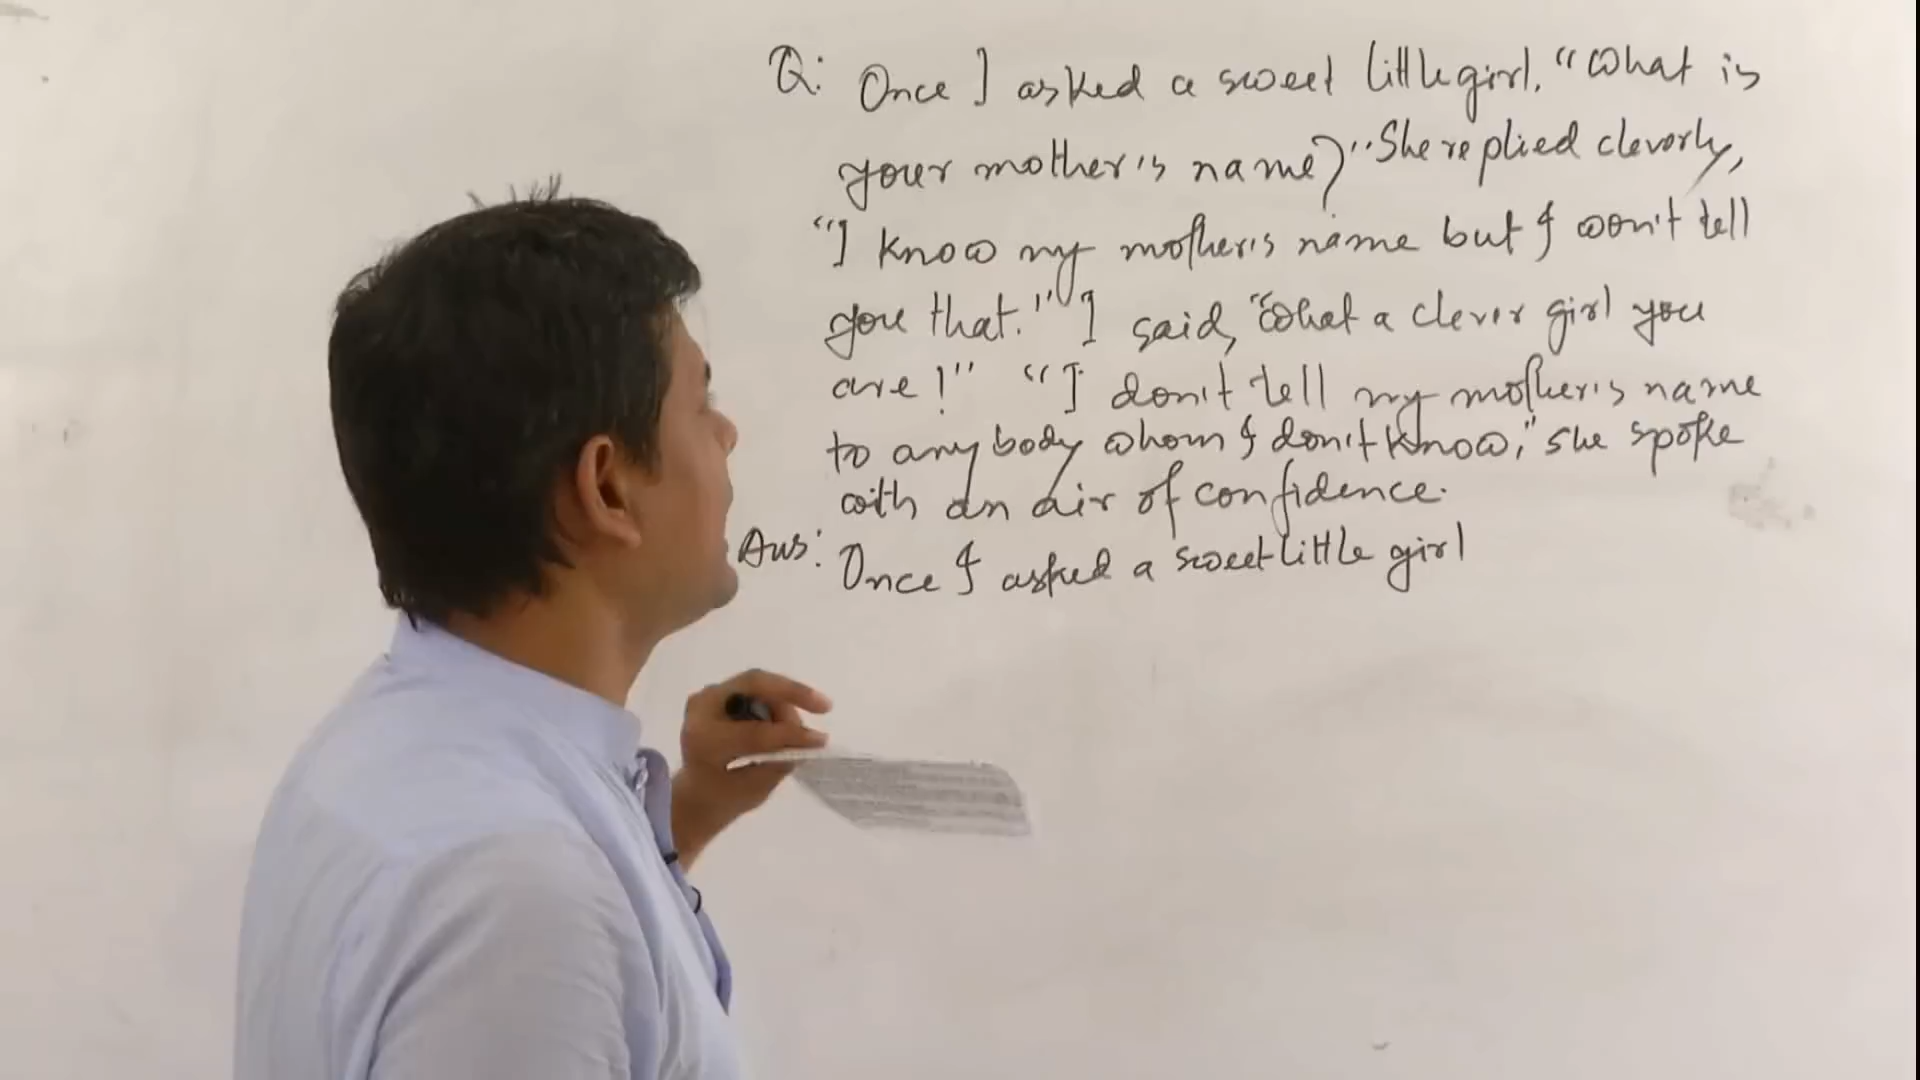 Q: Once I asked a sweet little girl, "What is
your mother's name?" She replied cleverly,
"I know my mother's name but I won't tell
you that." I said, "What a clever girl you
are!" "I don't tell my mother's name
to anybody whom I don't know," she spoke
with an air of confidence.
Ans: Once I asked a sweet little girl